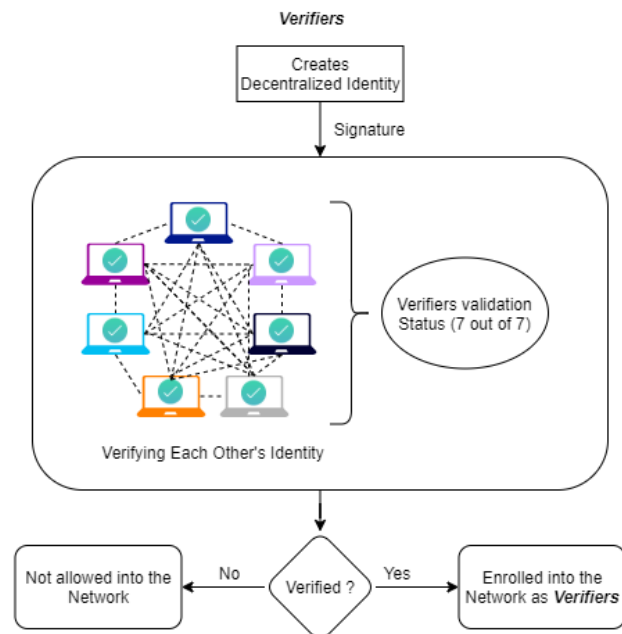 Verifiers
Creates
Decentralized Identity
Signature
Verifiers validation
Status (7 out of 7)
Verifying Each Other's Identity
Not allowed into the
Network
No
Verified ?
Yes
Enrolled into the
Network as Verifiers